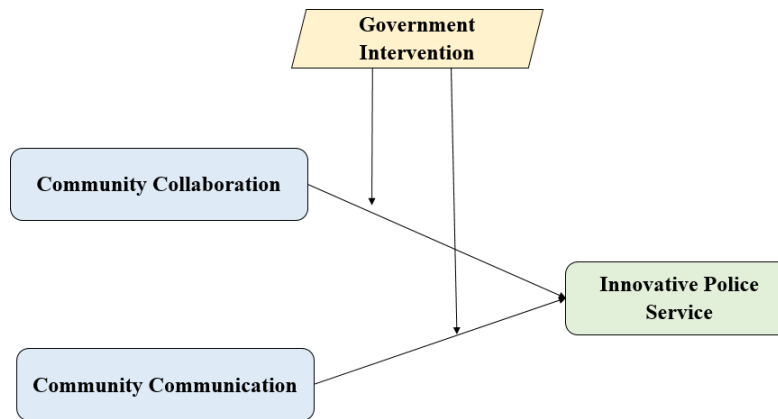 Government
Intervention
Community Collaboration
Innovative Police
Service
Community Communication